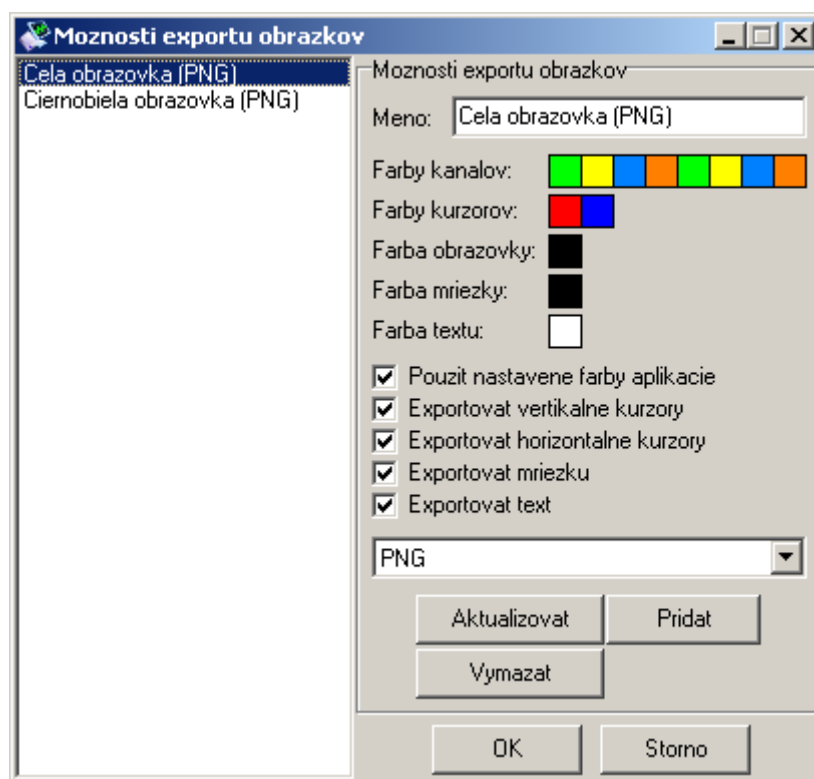 Moznosti exportu obrazkov
Cela obrazovka (PNG)
Ciernobiela obrazovka (PNG)
Moznosti exportu obrazkov
Meno: Cela obrazovka (PNG)
Farby kanalov:
Farby kurzorov:
Farba obrazovky:
Farba mriezky:
Farba textu:
Pouzit nastavene farby aplikacie
Exportovat vertikalne kurzory
Exportovat horizontalne kurzory
Exportovat mriezku
Exportovat text
PNG
Aktualizovat Pridat
Vymazat
OK Storno